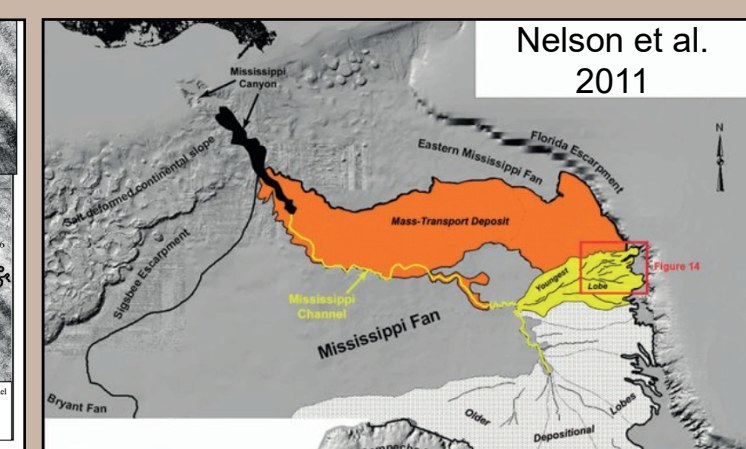 Nelson et al.
2011
Mississippi
Canyon
N
Florida Escarpment
Eastern Mississippi Fan
Salt deformed continental slope
Mass-Transport Deposit
Sigsbee Escarpment
Figure 14
Youngest
Lobe
Mississippi
Channel
Mississippi Fan
Bryant Fan
Older
Depositional
Lobes